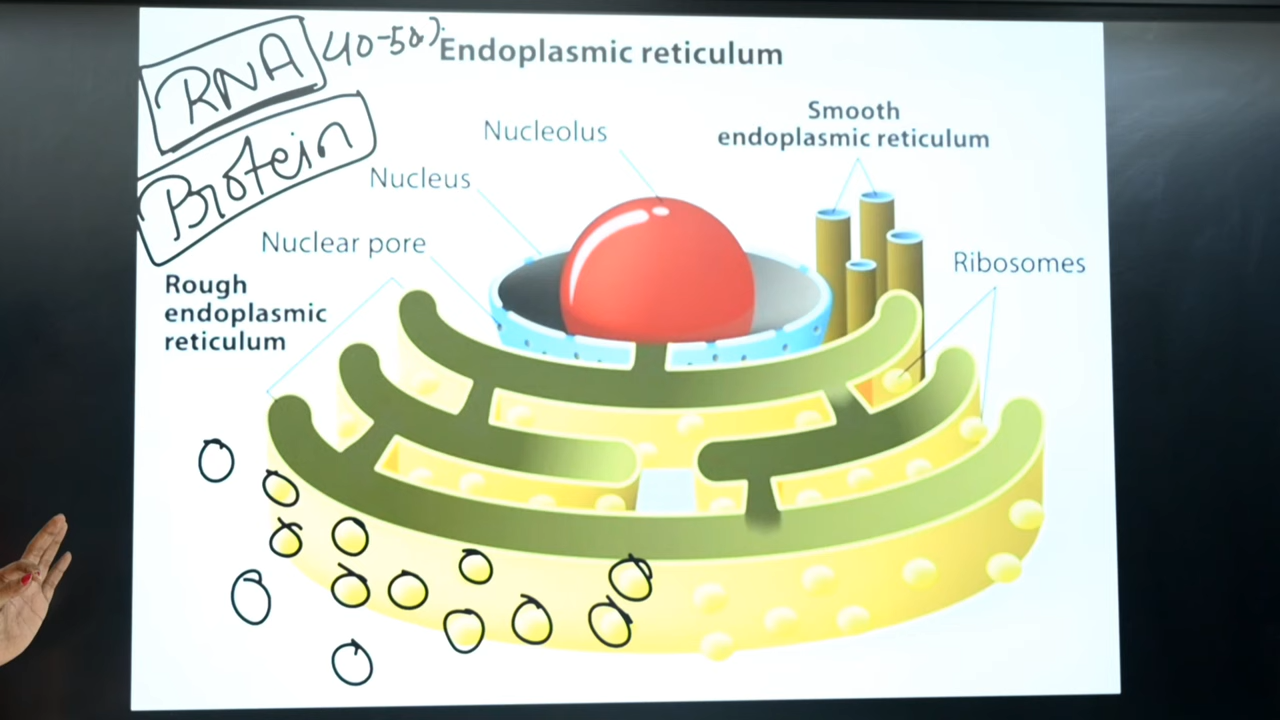 RNA (40-50)
Protein
Endoplasmic reticulum
Smooth
endoplasmic reticulum
Nucleolus
Nucleus
Nuclear pore
Ribosomes
Rough
endoplasmic
reticulum